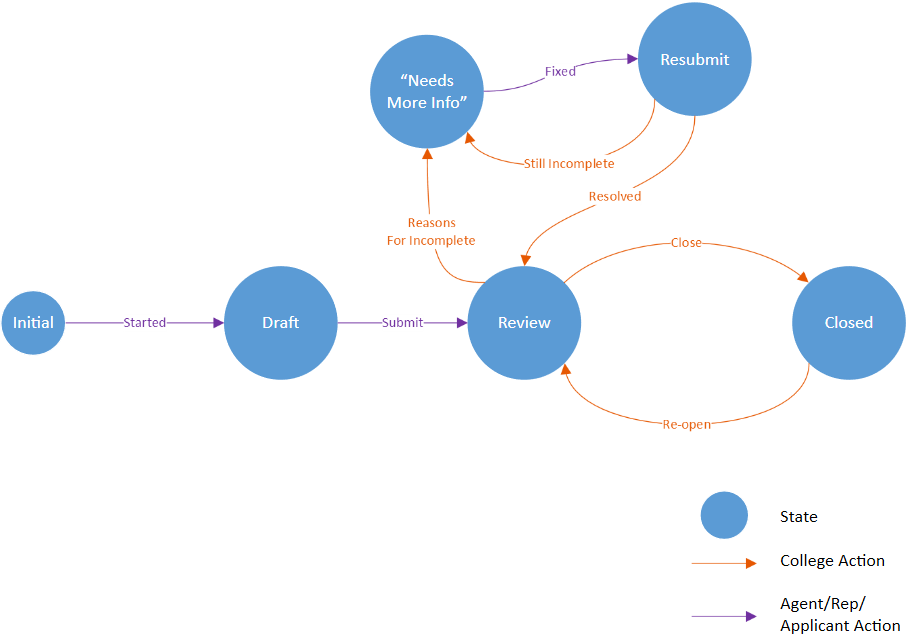 “Needs
More Info”
Fixed
Resubmit
Still Incomplete
Resolved
Reasons
For Incomplete
Close
Initial
Started
Draft
Submit
Review
Closed
Re-open
State
College Action
Agent/Rep/
Applicant Action